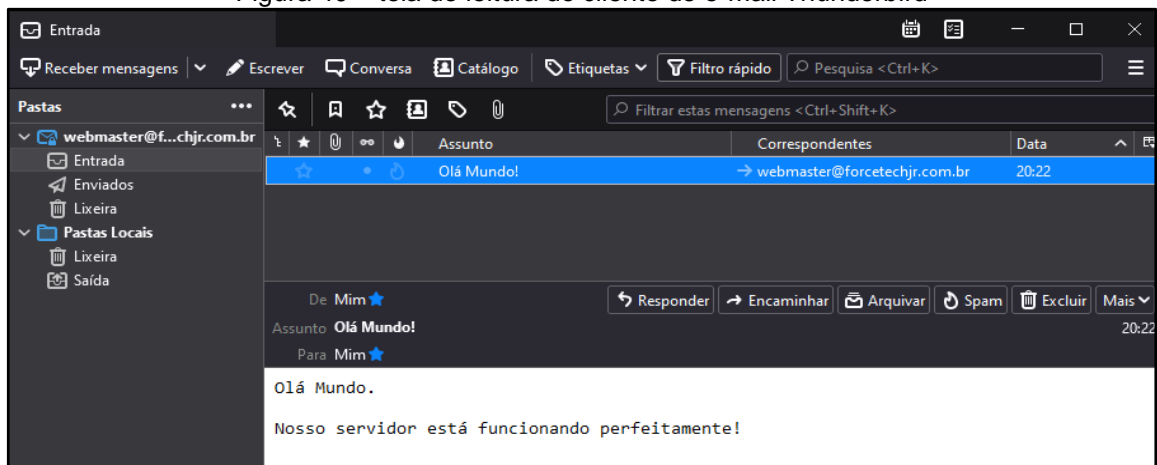 Entrada
Receber mensagens Escrever Conversa Catálogo Etiquetas Filtro rápido Pesquisa <Ctrl+K>
Pastas ••• Filtrar estas mensagens <Ctrl+Shift+K>
webmaster@f...chjr.com.br Assunto Correspondentes Data
Entrada Olá Mundo! webmaster@forcetechjr.com.br 20:22
Enviados
Lixeira
Pastas Locais
Lixeira
Saída
De Mim Responder Encaminhar Arquivar Spam Excluir Mais
Assunto Olá Mundo! 20:22
Para Mim
Olá Mundo.
Nosso servidor está funcionando perfeitamente!